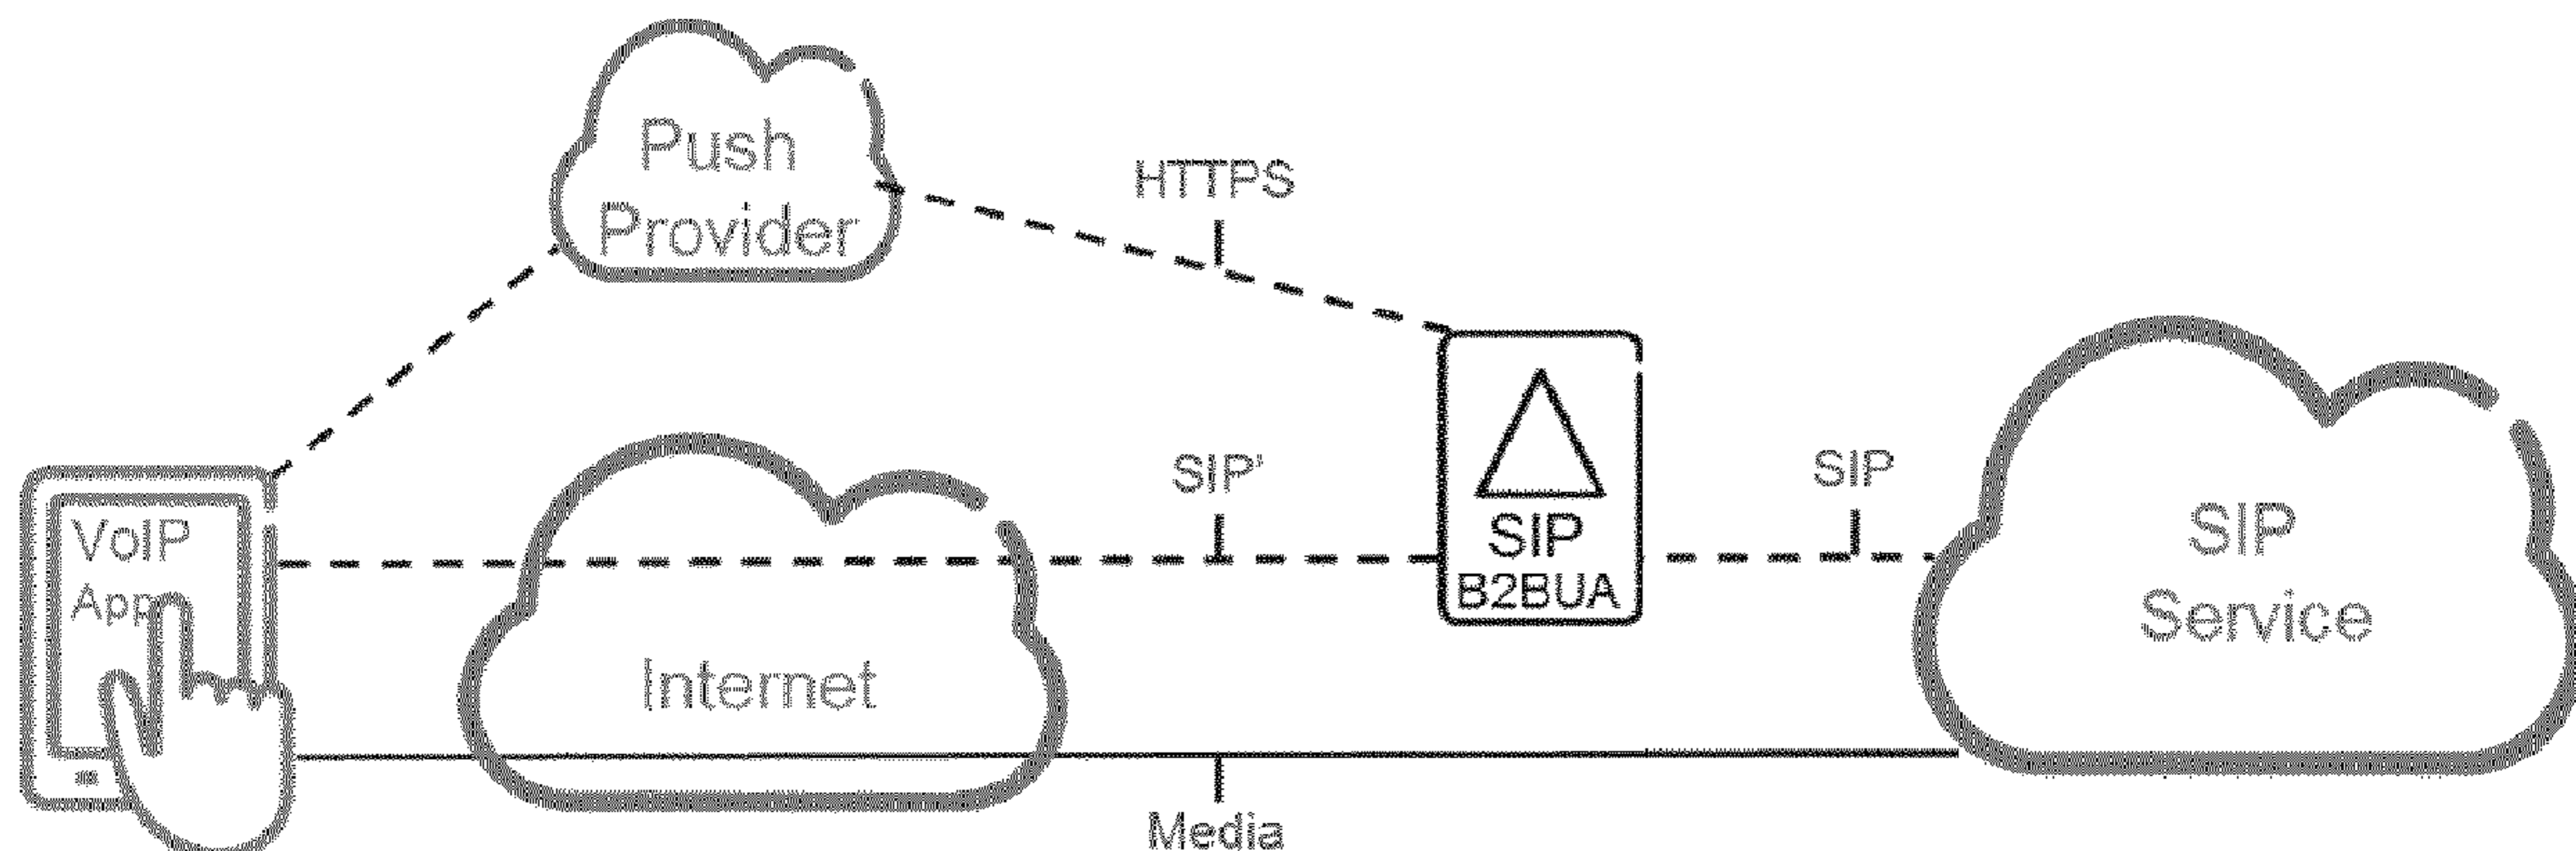 Push
Provider
HTTPS
VoIP
App
SIP'
SIP
B2BUA
SIP
SIP
Service
Internet
Media